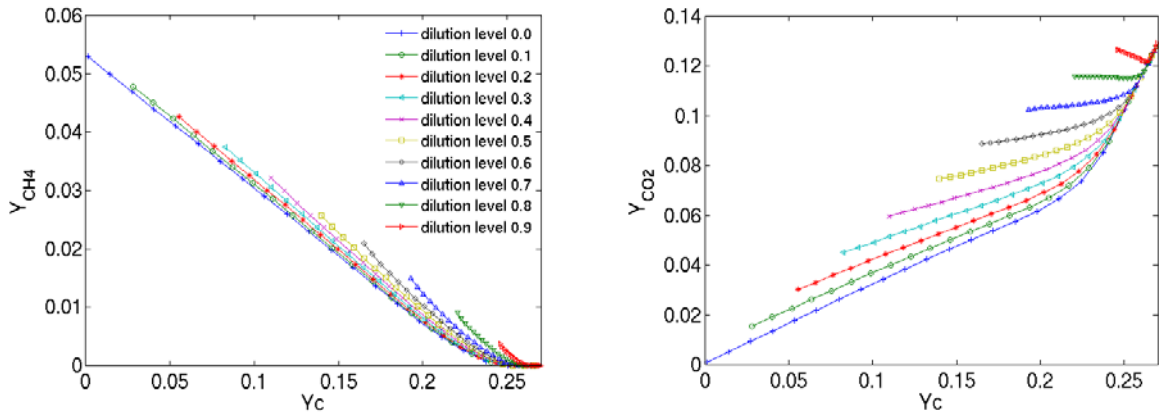 0.06
0.05
0.04
0.03
0.02
0.01
0
Y_CH4
0 0.05 0.1 0.15 0.2 0.25
Yc
dilution level 0.0
dilution level 0.1
dilution level 0.2
dilution level 0.3
dilution level 0.4
dilution level 0.5
dilution level 0.6
dilution level 0.7
dilution level 0.8
dilution level 0.9
0.14
0.12
0.1
0.08
0.06
0.04
0.02
0
Y_CO2
0 0.05 0.1 0.15 0.2 0.25
Yc